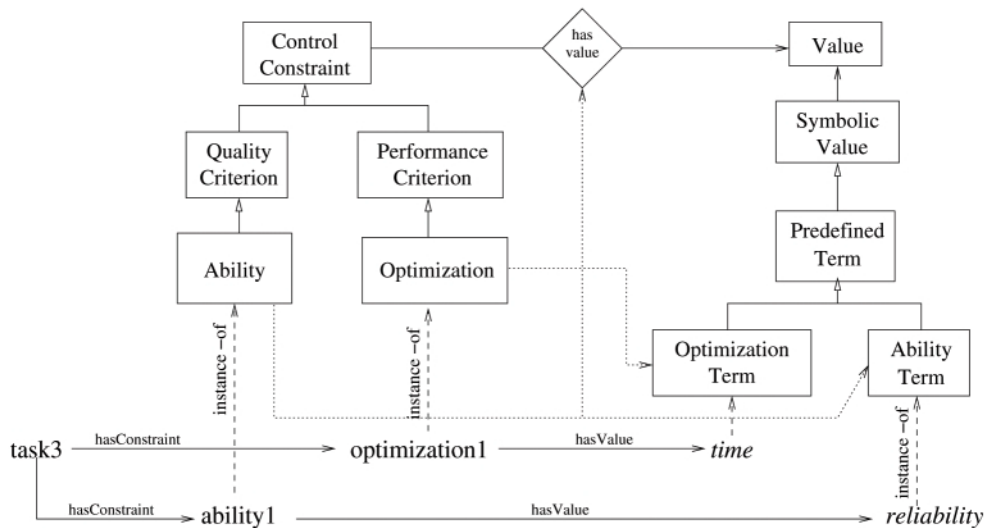 Control
Constraint
has
value
Value
Symbolic
Value
Quality
Criterion
Performance
Criterion
Predefined
Term
Ability
Optimization
Optimization
Term
Ability
Term
instance –of
instance –of
instance –of
task3
hasConstraint
optimization1
hasValue
time
hasConstraint
ability1
hasValue
reliability